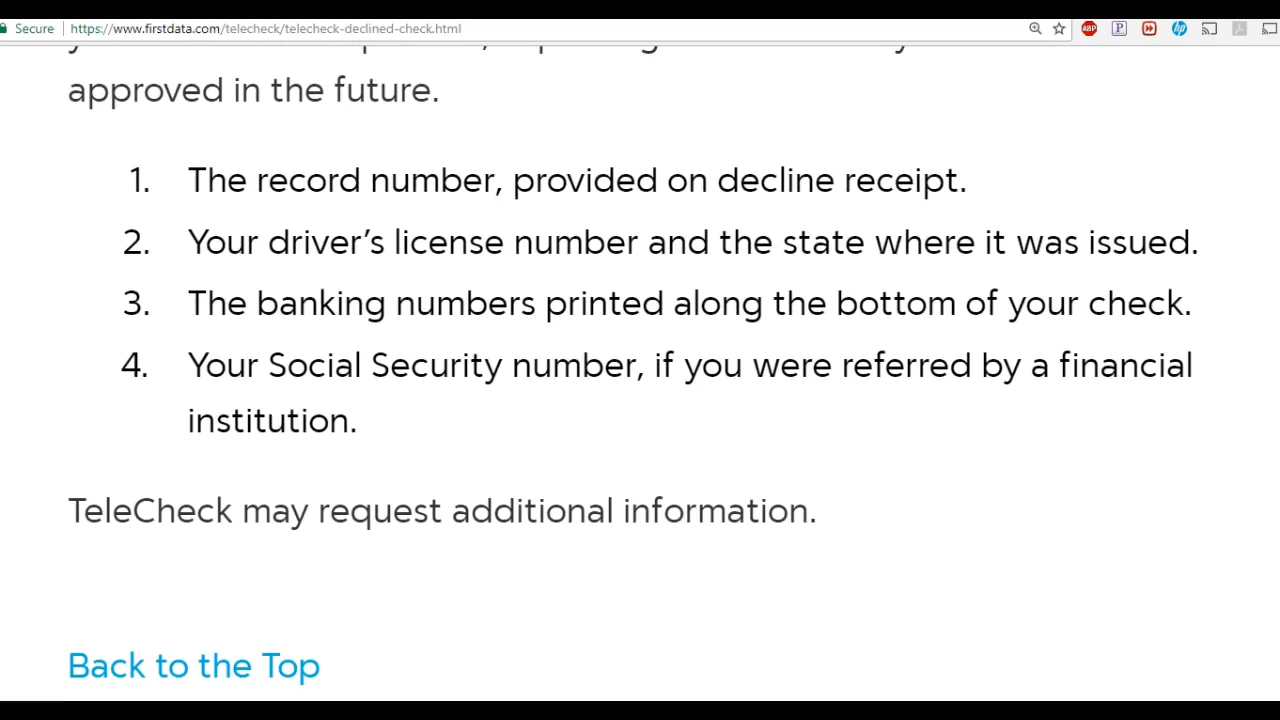 Secure https://www.firstdata.com/telecheck/telecheck-declined-check.html
ABP P hp
approved in the future.
1. The record number, provided on decline receipt.
2. Your driver’s license number and the state where it was issued.
3. The banking numbers printed along the bottom of your check.
4. Your Social Security number, if you were referred by a financial
institution.
TeleCheck may request additional information.
Back to the Top